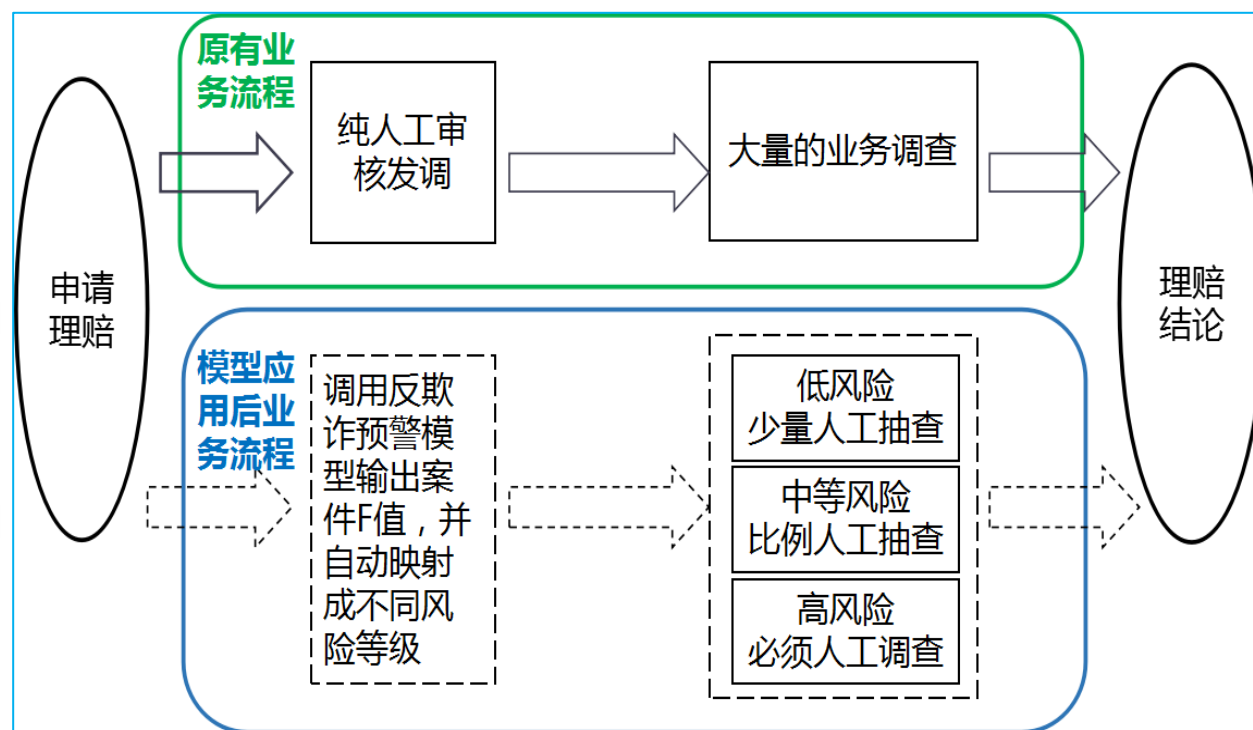 原有业
务流程
纯人工审
核发调
大量的业务调查
申请
理赔
理赔
结论
模型应
用后业
务流程
调用反欺
诈预警模
型输出案
件F值，并
自动映射
成不同风
险等级
低风险
少量人工抽查
中等风险
比例人工抽查
高风险
必须人工调查